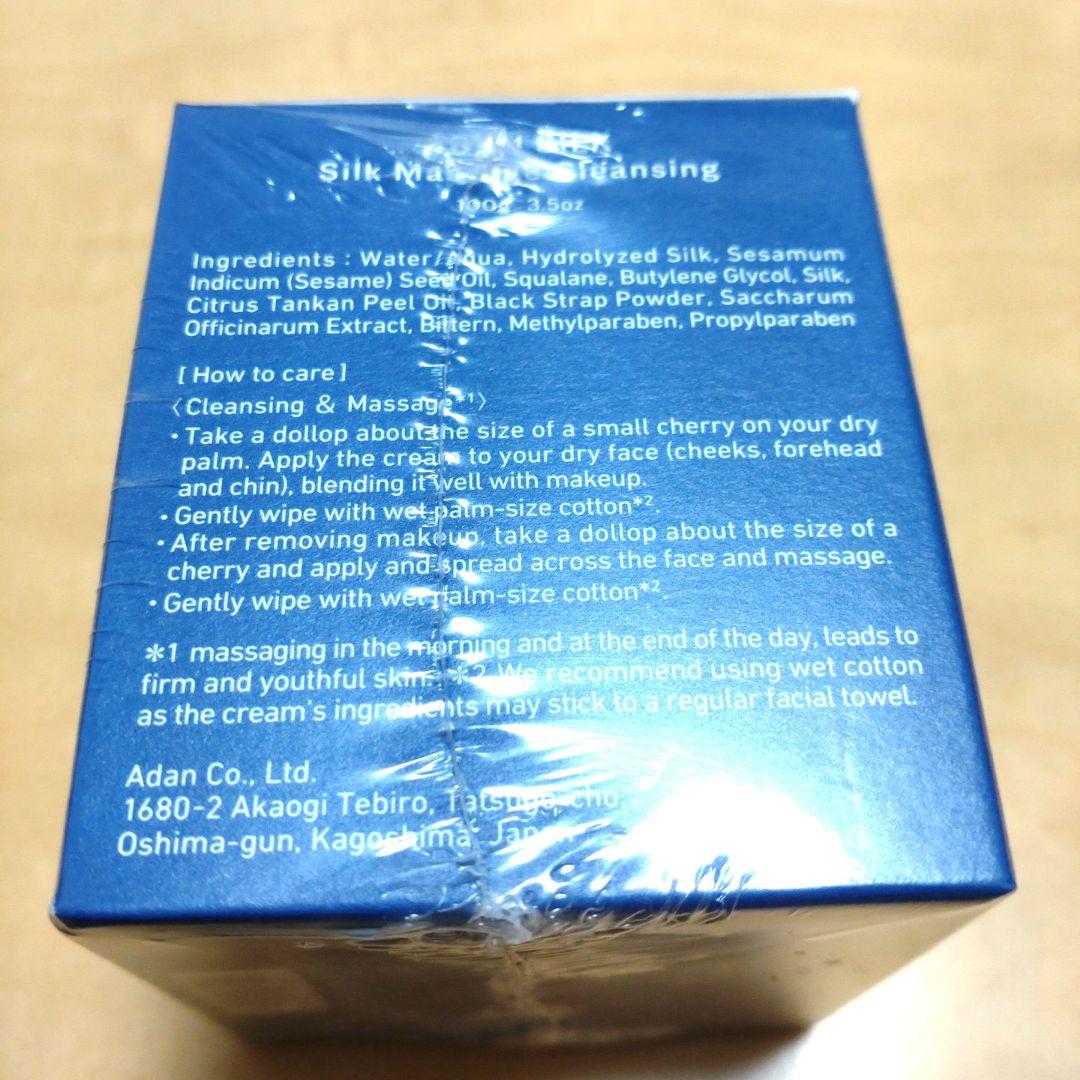 Silk Cleansing
100g 3.5oz
Ingredients : Water/Aqua, Hydrolyzed Silk, Sesamum
Indicum (Sesame) Seed Oil, Squalane, Butylene Glycol, Silk,
Citrus Tankan Peel Oil, Black Strap Powder, Saccharum
Officinarum Extract, Bittern, Methylparaben, Propylparaben
[ How to care ]
〈Cleansing & Massage*1〉
・Take a dollop about the size of a small cherry on your dry
palm. Apply the cream to your dry face (cheeks, forehead
and chin), blending it well with makeup.
・Gently wipe with wet palm-size cotton*2.
・After removing makeup, take a dollop about the size of a
cherry and apply and spread across the face and massage.
・Gently wipe with wet palm-size cotton*2.
*1 massaging in the morning and at the end of the day, leads to
firm and youthful skin. *2 We recommend using wet cotton
as the cream's ingredients may stick to a regular facial towel.
Adan Co., Ltd.
1680-2 Akaogi Tebiro, Tatsugo-cho,
Oshima-gun, Kagoshima Japan